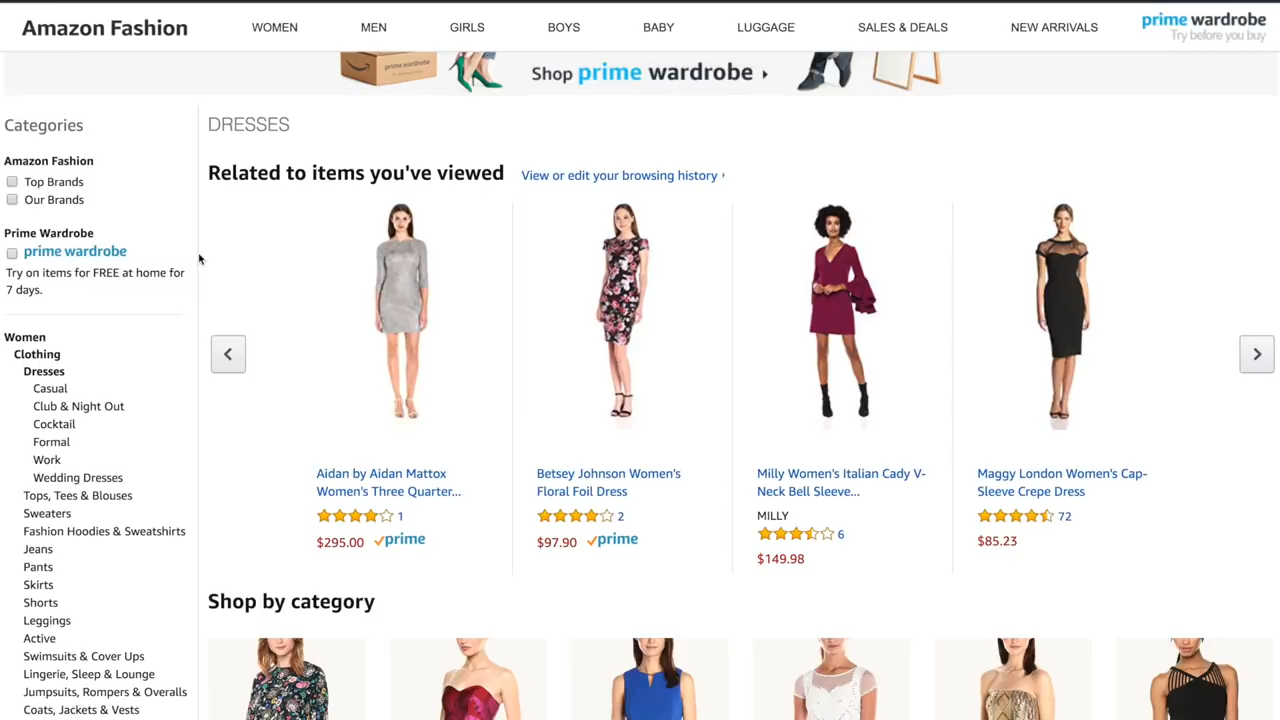 Amazon Fashion
WOMEN
MEN
GIRLS
BOYS
BABY
LUGGAGE
SALES & DEALS
NEW ARRIVALS
prime wardrobe
Try before you buy
prime wardrobe
Shop prime wardrobe
Categories
Amazon Fashion
Top Brands
Our Brands
Prime Wardrobe
prime wardrobe
Try on items for FREE at home for
7 days.
Women
Clothing
Dresses
Casual
Club & Night Out
Cocktail
Formal
Work
Wedding Dresses
Tops, Tees & Blouses
Sweaters
Fashion Hoodies & Sweatshirts
Jeans
Pants
Skirts
Shorts
Leggings
Active
Swimsuits & Cover Ups
Lingerie, Sleep & Lounge
Jumpsuits, Rompers & Overalls
Coats, Jackets & Vests
DRESSES
Related to items you've viewed
View or edit your browsing history
Aidan by Aidan Mattox
Women's Three Quarter...
1
$295.00 prime
Betsey Johnson Women's
Floral Foil Dress
2
$97.90 prime
Milly Women's Italian Cady V-
Neck Bell Sleeve...
MILLY
6
$149.98
Maggy London Women's Cap-
Sleeve Crepe Dress
72
$85.23
Shop by category